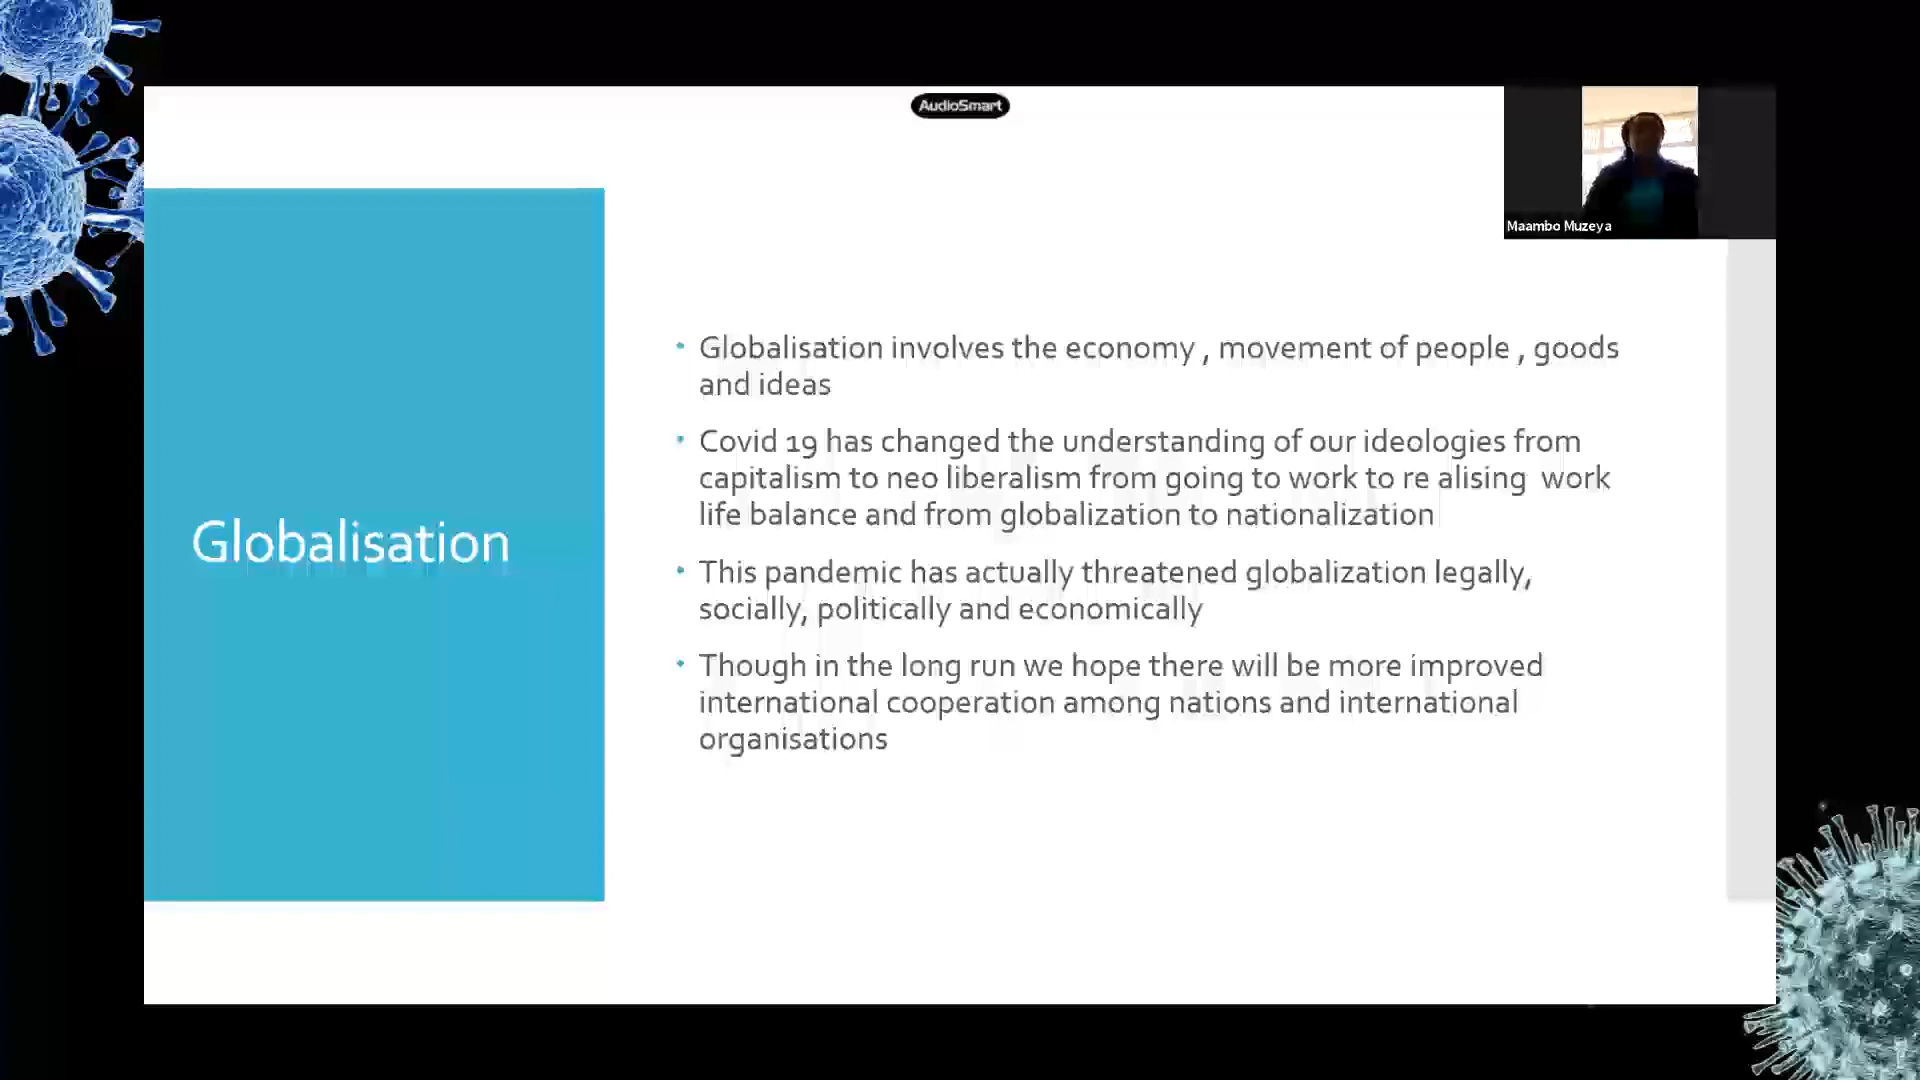 AudioSmart
Maambo Muzeya
Globalisation
• Globalisation involves the economy , movement of people , goods
and ideas
• Covid 19 has changed the understanding of our ideologies from
capitalism to neo liberalism from going to work to re alising  work
life balance and from globalization to nationalization
• This pandemic has actually threatened globalization legally,
socially, politically and economically
• Though in the long run we hope there will be more improved
international cooperation among nations and international
organisations